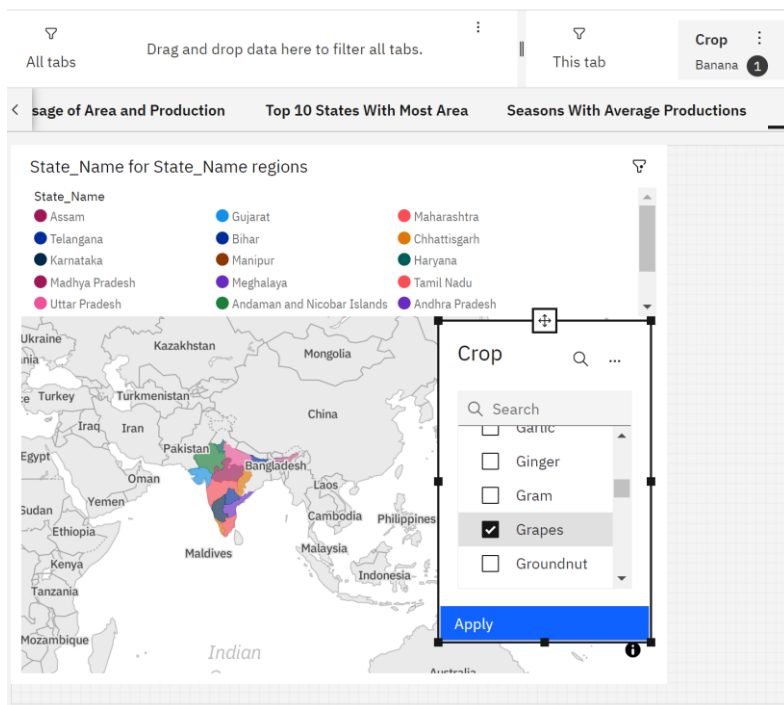 All tabs
Drag and drop data here to filter all tabs.
This tab
Crop
Banana 1
sage of Area and Production
Top 10 States With Most Area
Seasons With Average Productions
State_Name for State_Name regions
State_Name
Assam
Gujarat
Maharashtra
Telangana
Bihar
Chhattisgarh
Karnataka
Manipur
Haryana
Madhya Pradesh
Meghalaya
Tamil Nadu
Uttar Pradesh
Andaman and Nicobar Islands
Andhra Pradesh
Ukraine
Kazakhstan
Mongolia
nia
Turkey
Turkmenistan
China
Iraq
Iran
Pakistan
Egypt
Bangladesh
Oman
Laos
Sudan
Yemen
Cambodia
Philippines
Ethiopia
Maldives
Malaysia
Kenya
Indonesia
Tanzania
Mozambique
Indian
Australia
Crop
Search
Garlic
Ginger
Gram
Grapes
Groundnut
Apply